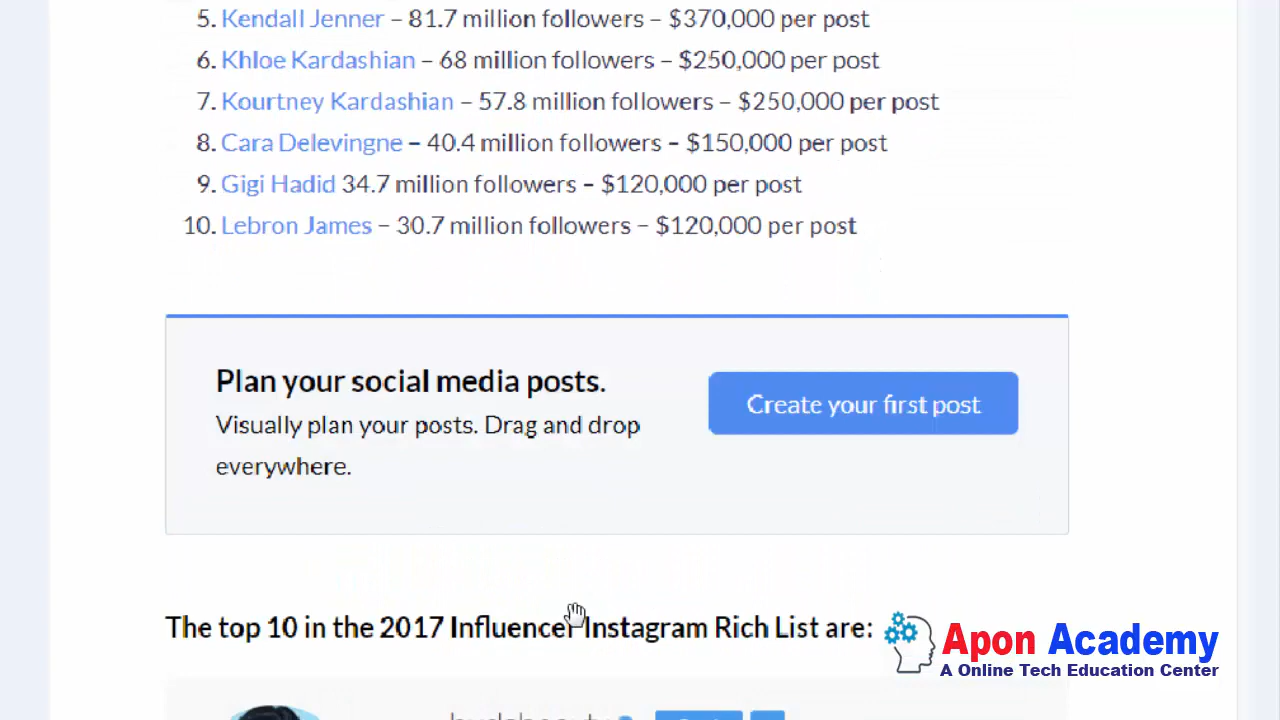 5. Kendall Jenner – 81.7 million followers – $370,000 per post
6. Khloe Kardashian – 68 million followers – $250,000 per post
7. Kourtney Kardashian – 57.8 million followers – $250,000 per post
8. Cara Delevingne – 40.4 million followers – $150,000 per post
9. Gigi Hadid 34.7 million followers – $120,000 per post
10. Lebron James – 30.7 million followers – $120,000 per post
Plan your social media posts.
Visually plan your posts. Drag and drop
everywhere.
Create your first post
The top 10 in the 2017 Influencer Instagram Rich List are:
Apon Academy
A Online Tech Education Center